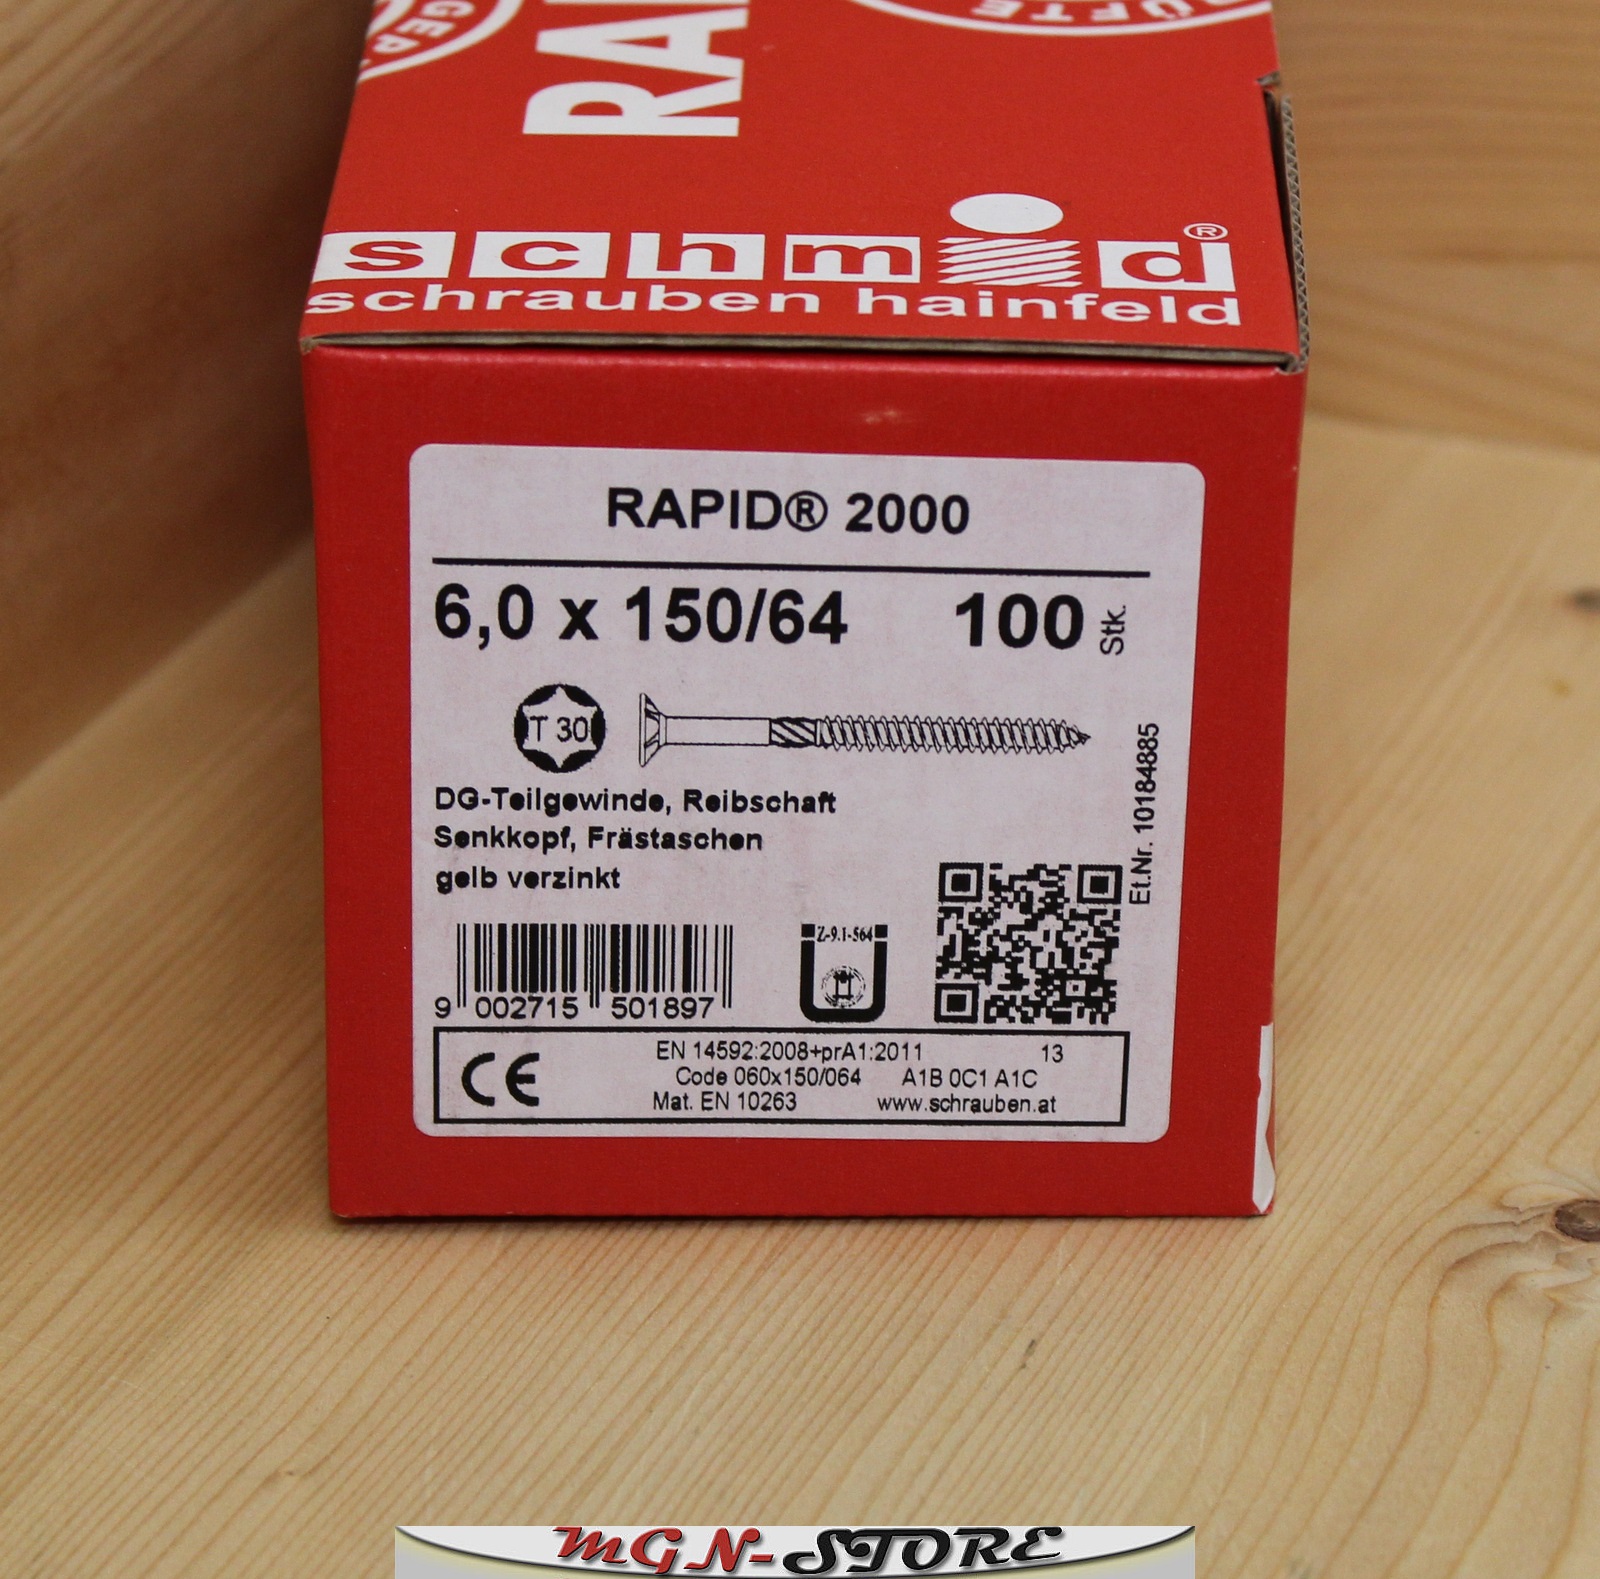 RA
schmid®
schrauben hainfeld
RAPID® 2000
6,0 x 150/64 100 Stk.
T 30
DG-Teilgewinde, Reibschaft
Senkkopf, Frästaschen
gelb verzinkt
Et.Nr. 10184885
Z-9.1-564
9 002715 501897
CE
EN 14592:2008+prA1:2011 13
Code 060x150/064 A1B 0C1 A1C
Mat. EN 10263 www.schrauben.at
MGN-STORE